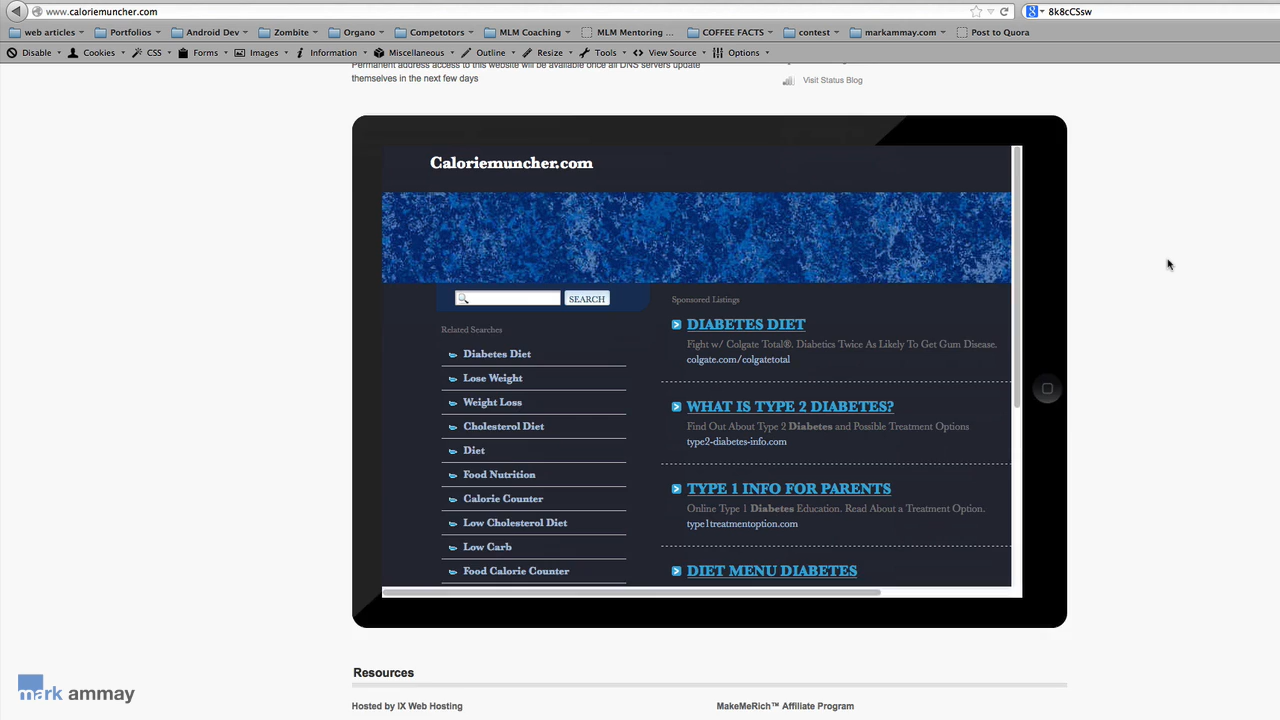 www.caloriemuncher.com
8k8cCSsw
web articles
Portfolios
Android Dev
Zombite
Organo
Competetors
MLM Coaching
MLM Mentoring ...
COFFEE FACTS
contest
markammay.com
Post to Quora
Disable
Cookies
CSS
Forms
Images
Information
Miscellaneous
Outline
Resize
Tools
View Source
Options
Permanent address access to this website will be available once all DNS servers update
themselves in the next few days
Visit Status Blog
Caloriemuncher.com
SEARCH
Related Searches
Diabetes Diet
Lose Weight
Weight Loss
Cholesterol Diet
Diet
Food Nutrition
Calorie Counter
Low Cholesterol Diet
Low Carb
Food Calorie Counter
Sponsored Listings
DIABETES DIET
Fight w/ Colgate Total®. Diabetics Twice As Likely To Get Gum Disease.
colgate.com/colgatetotal
WHAT IS TYPE 2 DIABETES?
Find Out About Type 2 Diabetes and Possible Treatment Options
type2-diabetes-info.com
TYPE 1 INFO FOR PARENTS
Online Type 1 Diabetes Education. Read About a Treatment Option.
type1treatmentoption.com
DIET MENU DIABETES
Resources
Hosted by IX Web Hosting
MakeMeRich™ Affiliate Program
mark ammay